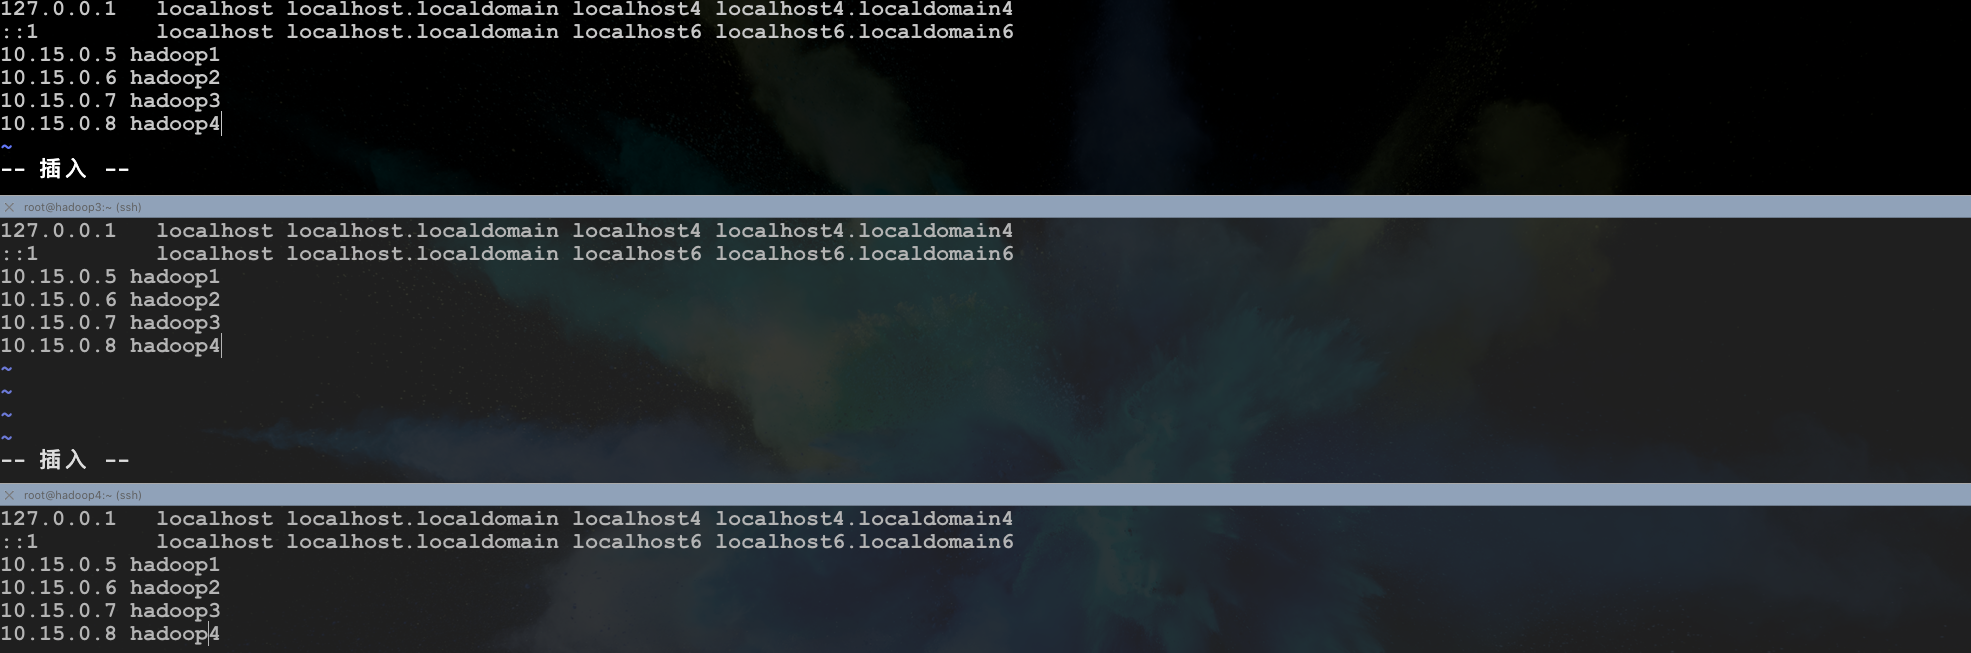 127.0.0.1   localhost localhost.localdomain localhost4 localhost4.localdomain4
::1         localhost localhost.localdomain localhost6 localhost6.localdomain6
10.15.0.5 hadoop1
10.15.0.6 hadoop2
10.15.0.7 hadoop3
10.15.0.8 hadoop4
~
-- 插入 --
× root@hadoop3:~ (ssh)
127.0.0.1   localhost localhost.localdomain localhost4 localhost4.localdomain4
::1         localhost localhost.localdomain localhost6 localhost6.localdomain6
10.15.0.5 hadoop1
10.15.0.6 hadoop2
10.15.0.7 hadoop3
10.15.0.8 hadoop4
~
~
~
~
-- 插入 --
× root@hadoop4:~ (ssh)
127.0.0.1   localhost localhost.localdomain localhost4 localhost4.localdomain4
::1         localhost localhost.localdomain localhost6 localhost6.localdomain6
10.15.0.5 hadoop1
10.15.0.6 hadoop2
10.15.0.7 hadoop3
10.15.0.8 hadoop4